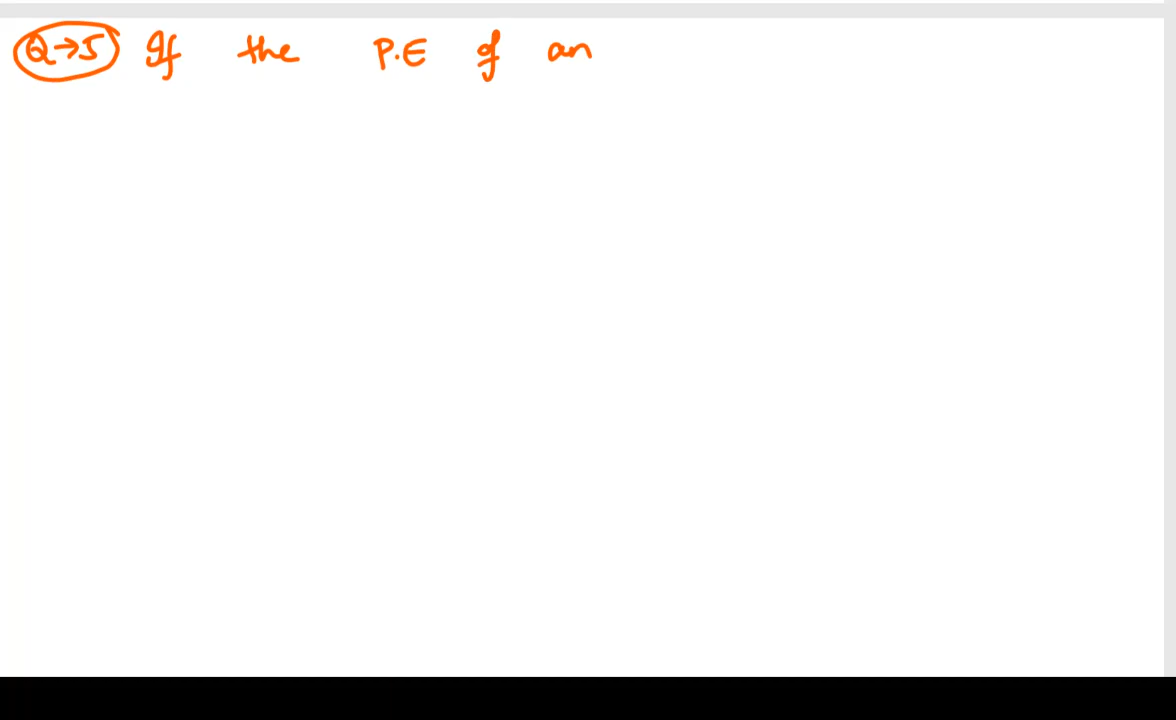 Q→5 If the P.E of an